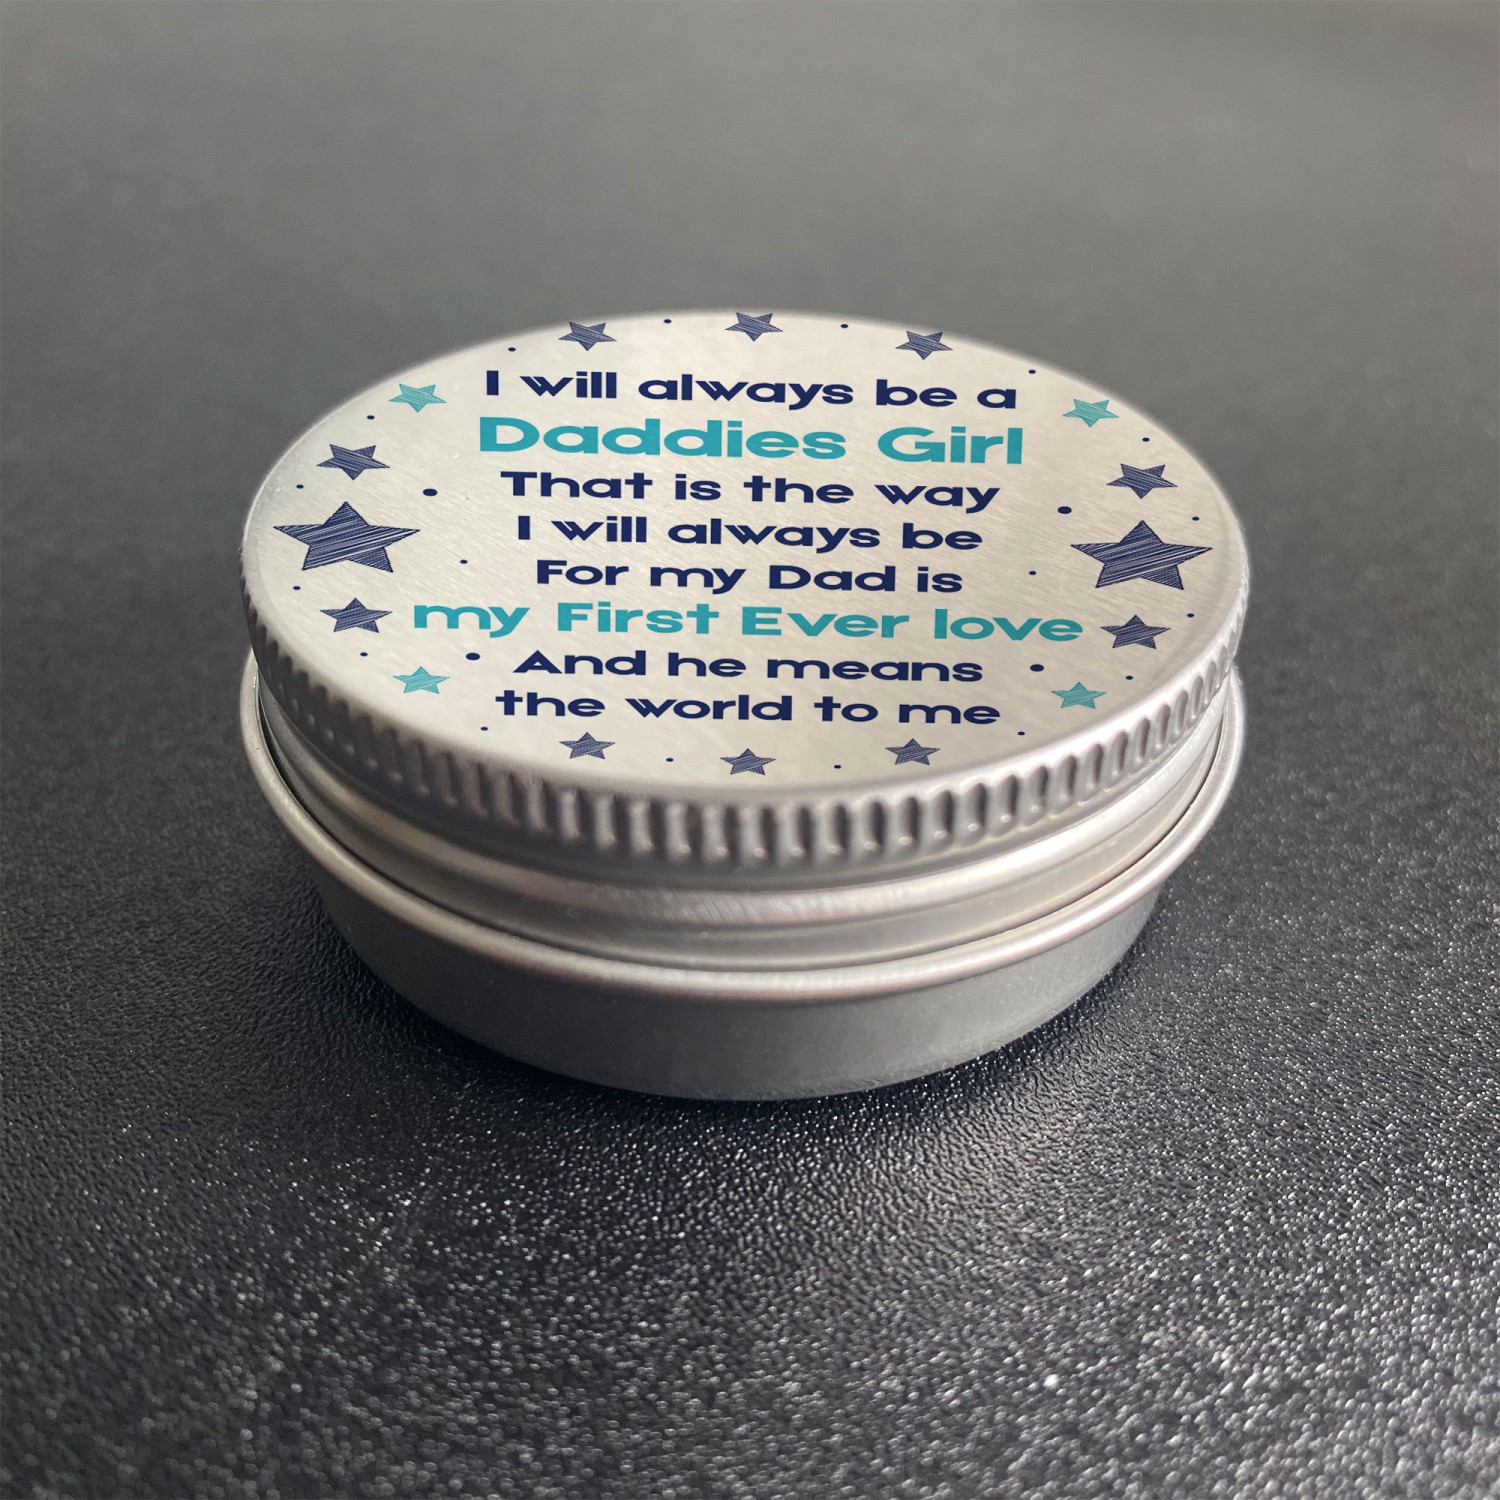 I will always be a
Daddies Girl
That is the way
I will always be
For my Dad is
my First Ever love
And he means
the world to me